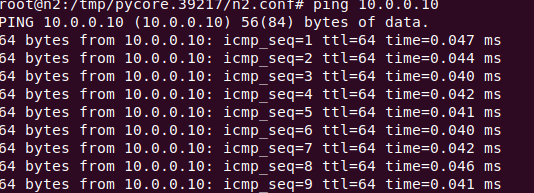 root@n2:/tmp/pycore.39217/n2.conf# ping 10.0.0.10
PING 10.0.0.10 (10.0.0.10) 56(84) bytes of data.
64 bytes from 10.0.0.10: icmp_seq=1 ttl=64 time=0.047 ms
64 bytes from 10.0.0.10: icmp_seq=2 ttl=64 time=0.044 ms
64 bytes from 10.0.0.10: icmp_seq=3 ttl=64 time=0.040 ms
64 bytes from 10.0.0.10: icmp_seq=4 ttl=64 time=0.042 ms
64 bytes from 10.0.0.10: icmp_seq=5 ttl=64 time=0.041 ms
64 bytes from 10.0.0.10: icmp_seq=6 ttl=64 time=0.040 ms
64 bytes from 10.0.0.10: icmp_seq=7 ttl=64 time=0.042 ms
64 bytes from 10.0.0.10: icmp_seq=8 ttl=64 time=0.046 ms
64 bytes from 10.0.0.10: icmp_seq=9 ttl=64 time=0.041 ms